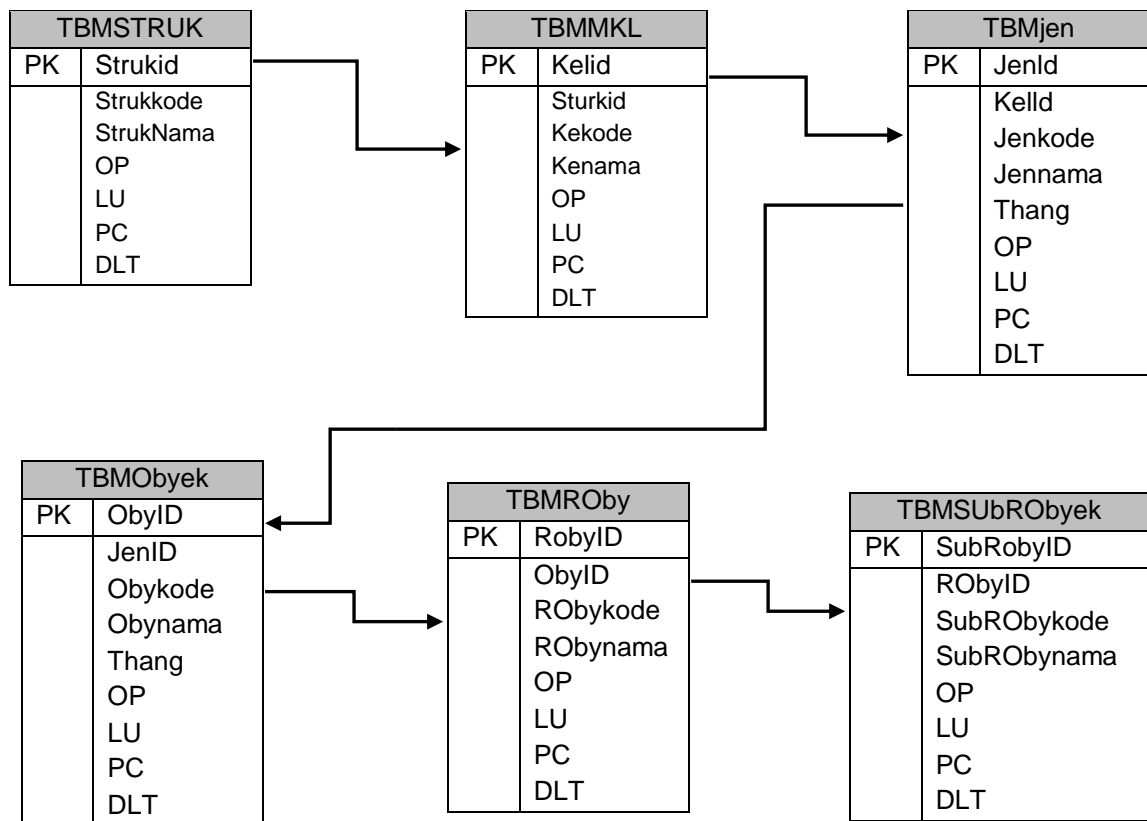 TBMSTRUK
PK Strukid
Strukkode
StrukNama
OP
LU
PC
DLT
TBMMKL
PK Kelid
Sturkid
Kekode
Kenama
OP
LU
PC
DLT
TBMjen
PK JenId
KelId
Jenkode
Jennama
Thang
OP
LU
PC
DLT
TBMObyek
PK ObyID
JenID
Obykode
Obynama
Thang
OP
LU
PC
DLT
TBMROby
PK RobyID
ObyID
RObykode
RObynama
OP
LU
PC
DLT
TBMSUbRObyek
PK SubRobyID
RObyID
SubRObykode
SubRObynama
OP
LU
PC
DLT